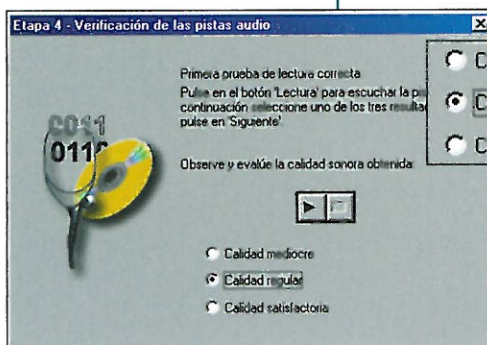 Etapa 4 - Verificación de las pistas audio
Primera prueba de lectura correcta
Pulse en el botón 'Lectura' para escuchar la
continuación seleccione uno de los tres
pulse en 'Siguiente'.
0011
0110
Observe y evalúe la calidad sonora obtenida:
Calidad mediocre
Calidad regular
Calidad satisfactoria
C
C
C